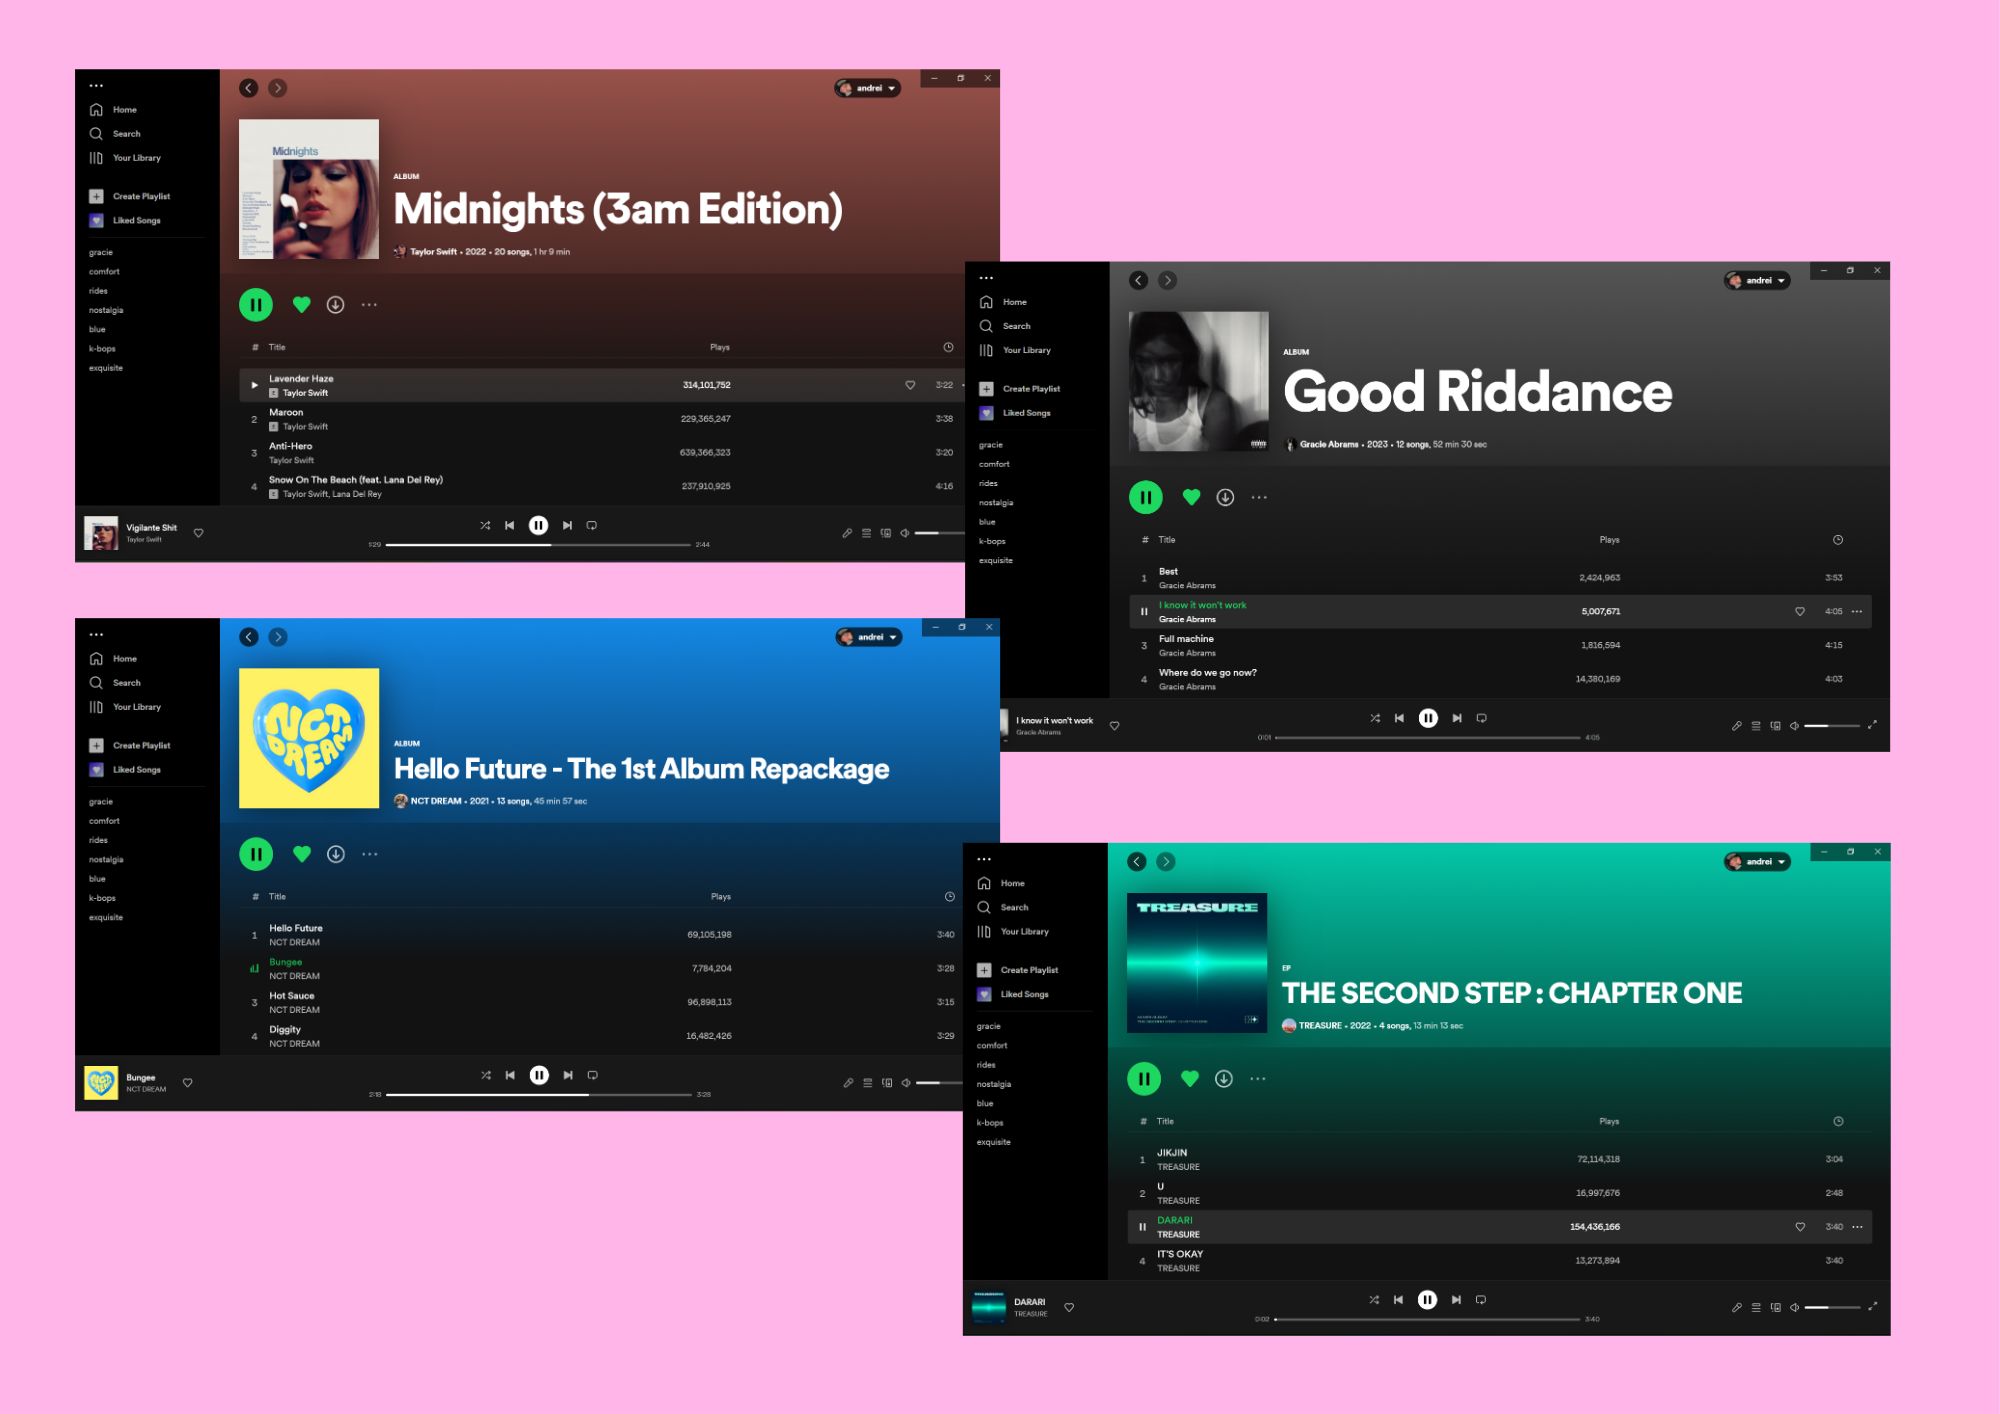 Home
Search
Your Library
Create Playlist
Liked Songs
gracie
comfort
rides
nostalgia
blue
k-bops
exquisite
andrei
Midnights
ALBUM
Midnights (3am Edition)
Taylor Swift • 2022 • 20 songs, 1 hr 9 min
# Title Plays
Lavender Haze 314,101,752 3:22
E Taylor Swift
2 Maroon 229,365,247 3:38
E Taylor Swift
3 Anti-Hero 639,366,323 3:20
Taylor Swift
4 Snow On The Beach (feat. Lana Del Rey) 237,910,925 4:16
E Taylor Swift, Lana Del Rey
Vigilante Shit
Taylor Swift
1:29 2:44
Home
Search
Your Library
Create Playlist
Liked Songs
gracie
comfort
rides
nostalgia
blue
k-bops
exquisite
andrei
ALBUM
Good Riddance
Gracie Abrams • 2023 • 12 songs, 52 min 30 sec
# Title Plays
1 Best 2,424,963 3:53
Gracie Abrams
I know it won't work 5,007,671 4:05
Gracie Abrams
3 Full machine 1,816,594 4:15
Gracie Abrams
4 Where do we go now? 14,380,169 4:03
Gracie Abrams
I know it won't work
Gracie Abrams
0:01 4:05
Home
Search
Your Library
Create Playlist
Liked Songs
gracie
comfort
rides
nostalgia
blue
k-bops
exquisite
andrei
NCT
DREAM
ALBUM
Hello Future - The 1st Album Repackage
NCT DREAM • 2021 • 13 songs, 45 min 57 sec
# Title Plays
1 Hello Future 69,105,198 3:40
NCT DREAM
Bungee 7,784,204 3:28
NCT DREAM
3 Hot Sauce 96,898,113 3:15
NCT DREAM
4 Diggity 16,482,426 3:29
NCT DREAM
Bungee
NCT DREAM
2:18 3:28
Home
Search
Your Library
Create Playlist
Liked Songs
gracie
comfort
rides
nostalgia
blue
k-bops
exquisite
andrei
TREASURE
EP
THE SECOND STEP : CHAPTER ONE
TREASURE • 2022 • 4 songs, 13 min 13 sec
# Title Plays
1 JIKJIN 72,114,318 3:04
TREASURE
2 U 16,997,676 2:48
TREASURE
DARARI 154,436,166 3:40
TREASURE
4 IT'S OKAY 13,273,894 3:40
TREASURE
DARARI
TREASURE
0:02 3:40